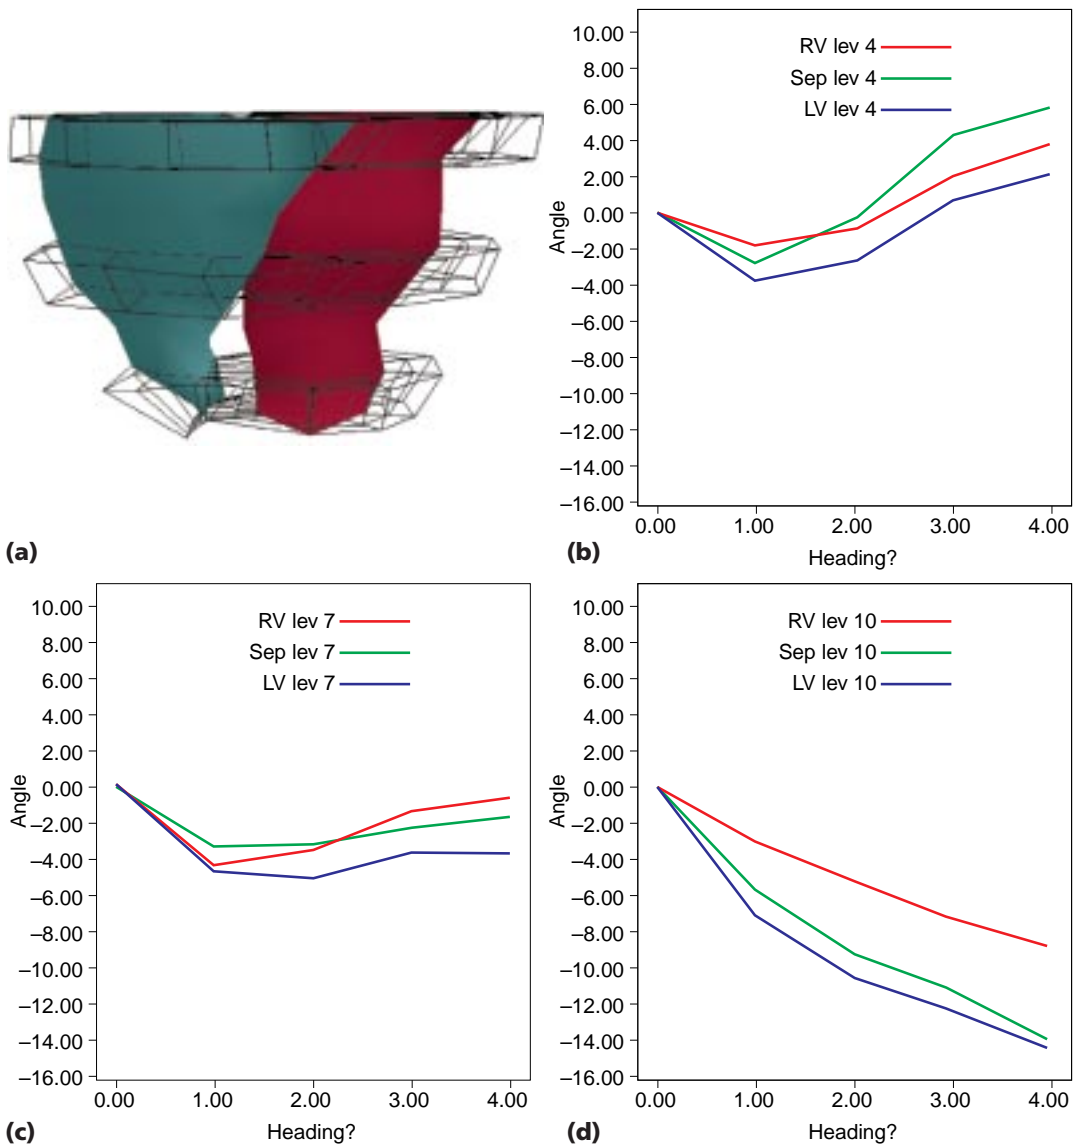 (a)
10.00
8.00
6.00
4.00
2.00
0.00
–2.00
–4.00
–6.00
–8.00
–10.00
–12.00
–14.00
–16.00
Angle
RV lev 4
Sep lev 4
LV lev 4
0.00 1.00 2.00 3.00 4.00
Heading?
(b)
10.00
8.00
6.00
4.00
2.00
0.00
–2.00
–4.00
–6.00
–8.00
–10.00
–12.00
–14.00
–16.00
Angle
RV lev 7
Sep lev 7
LV lev 7
0.00 1.00 2.00 3.00 4.00
Heading?
(c)
10.00
8.00
6.00
4.00
2.00
0.00
–2.00
–4.00
–6.00
–8.00
–10.00
–12.00
–14.00
–16.00
Angle
RV lev 10
Sep lev 10
LV lev 10
0.00 1.00 2.00 3.00 4.00
Heading?
(d)